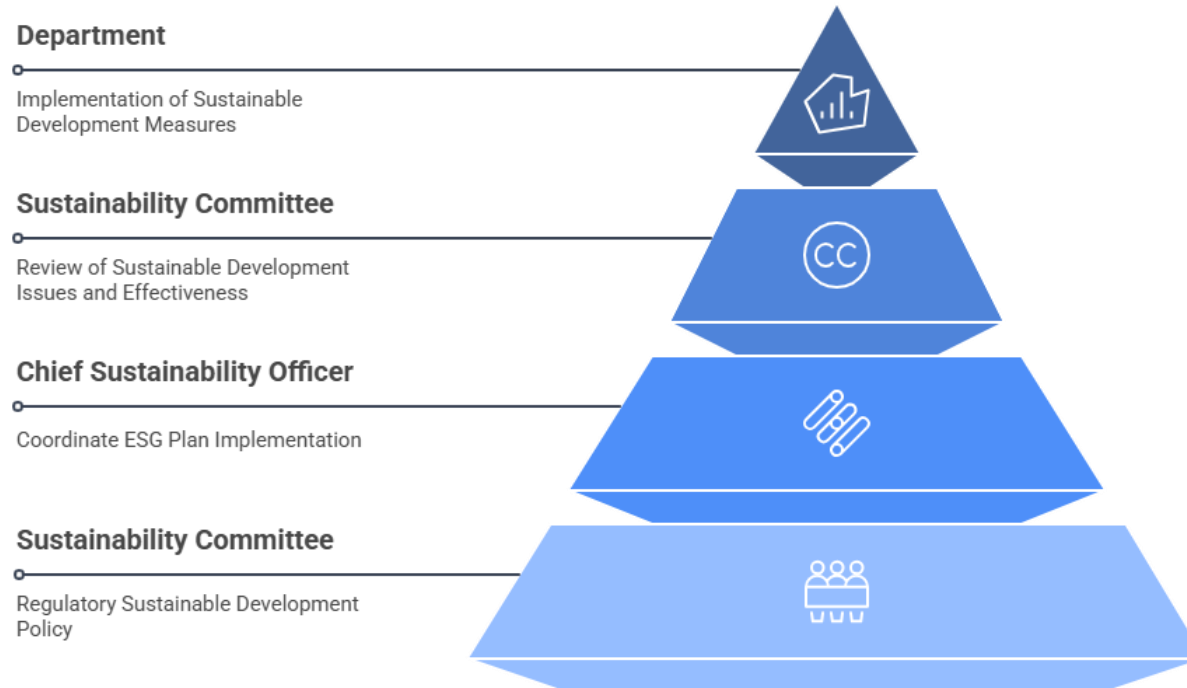 Department
Implementation of Sustainable
Development Measures
Sustainability Committee
Review of Sustainable Development
Issues and Effectiveness
CC
Chief Sustainability Officer
Coordinate ESG Plan Implementation
Sustainability Committee
Regulatory Sustainable Development
Policy